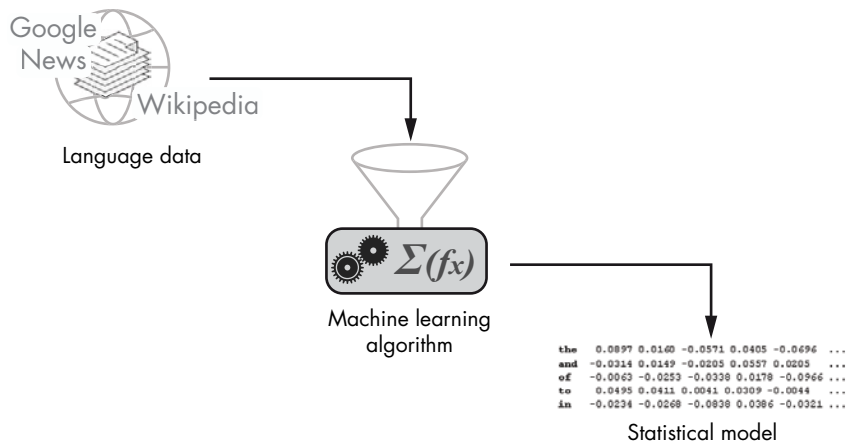 Google
News
Wikipedia
Language data
Σ(fx)
Machine learning
algorithm
the 0.0897 0.0160 -0.0571 0.0405 -0.0696 ...
and -0.0314 0.0149 -0.0205 0.0557 0.0205 ...
of -0.0063 -0.0253 -0.0338 0.0178 -0.0966 ...
to 0.0495 0.0411 0.0041 0.0309 -0.0044 ...
in -0.0234 -0.0268 -0.0838 0.0386 -0.0321 ...
Statistical model